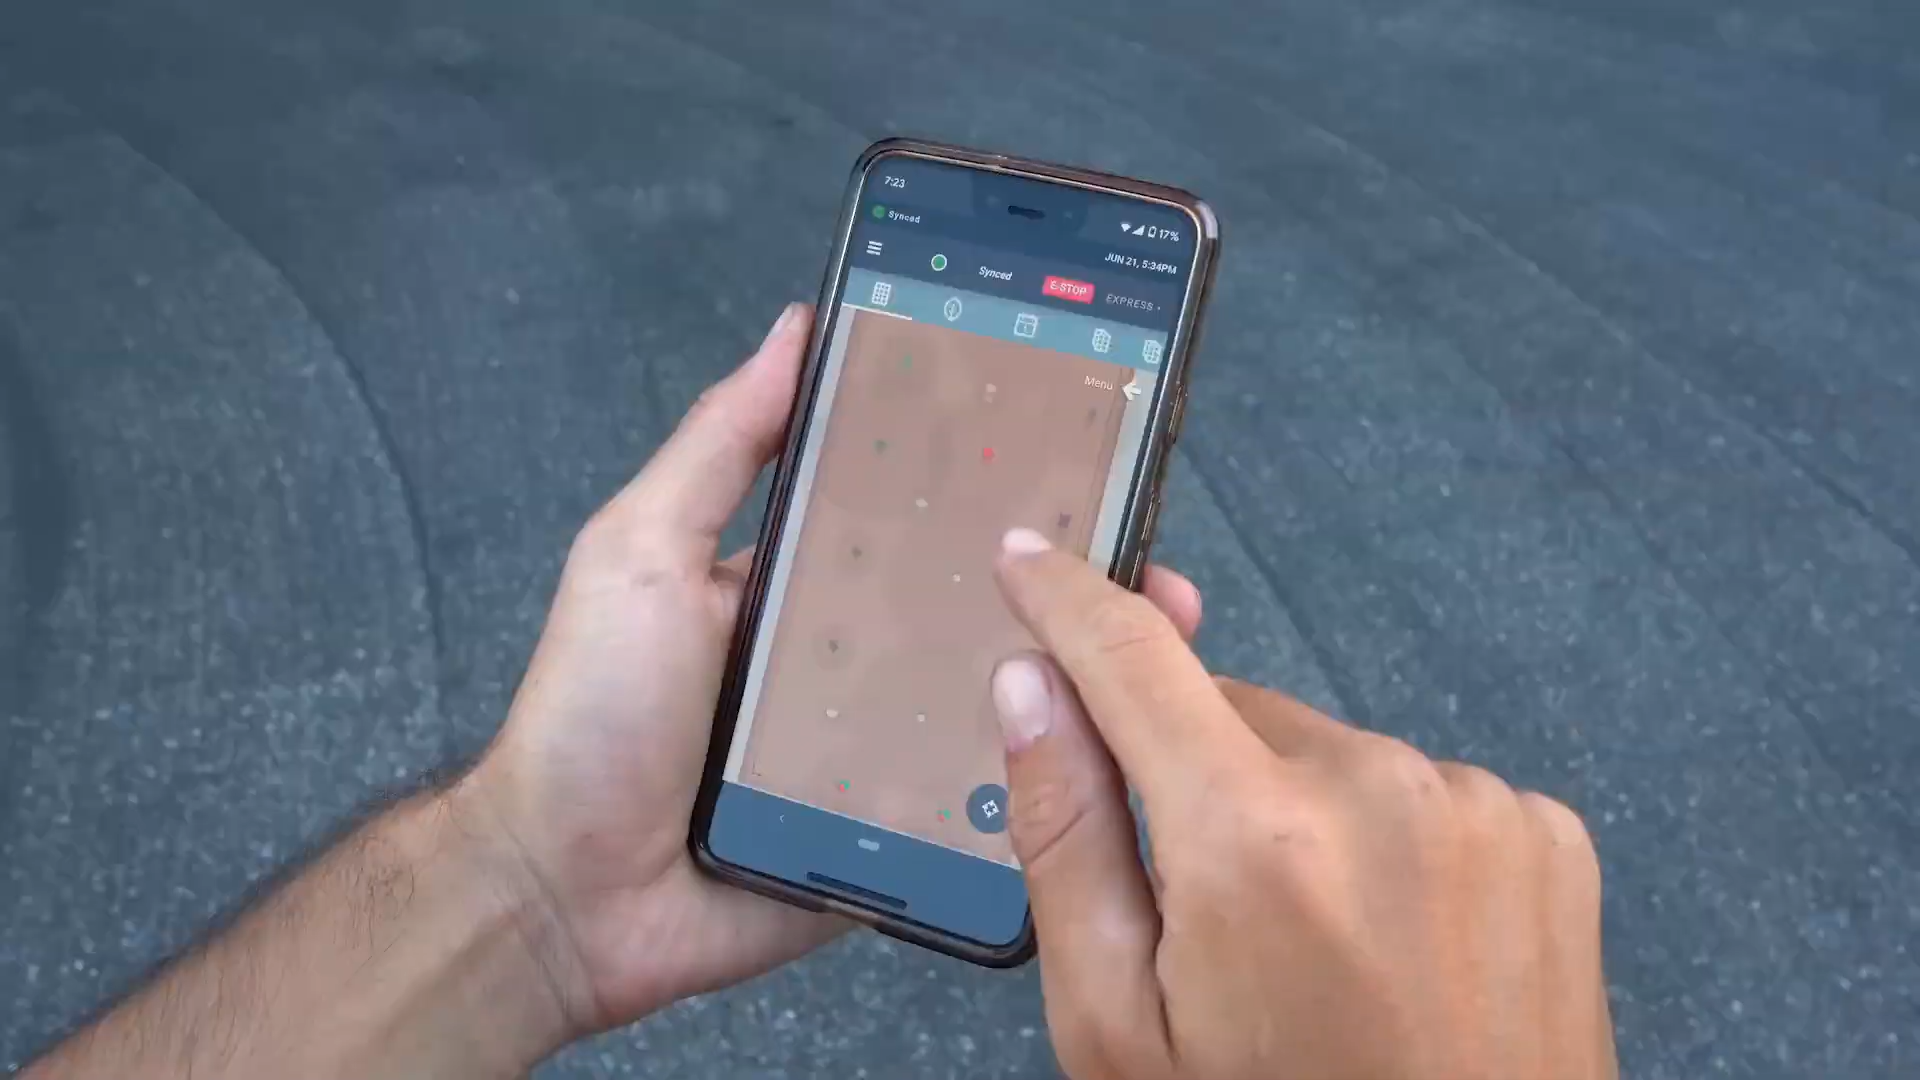 7:23
17%
Synced
JUN 21, 5:34PM
Synced
E-STOP
EXPRESS
Menu